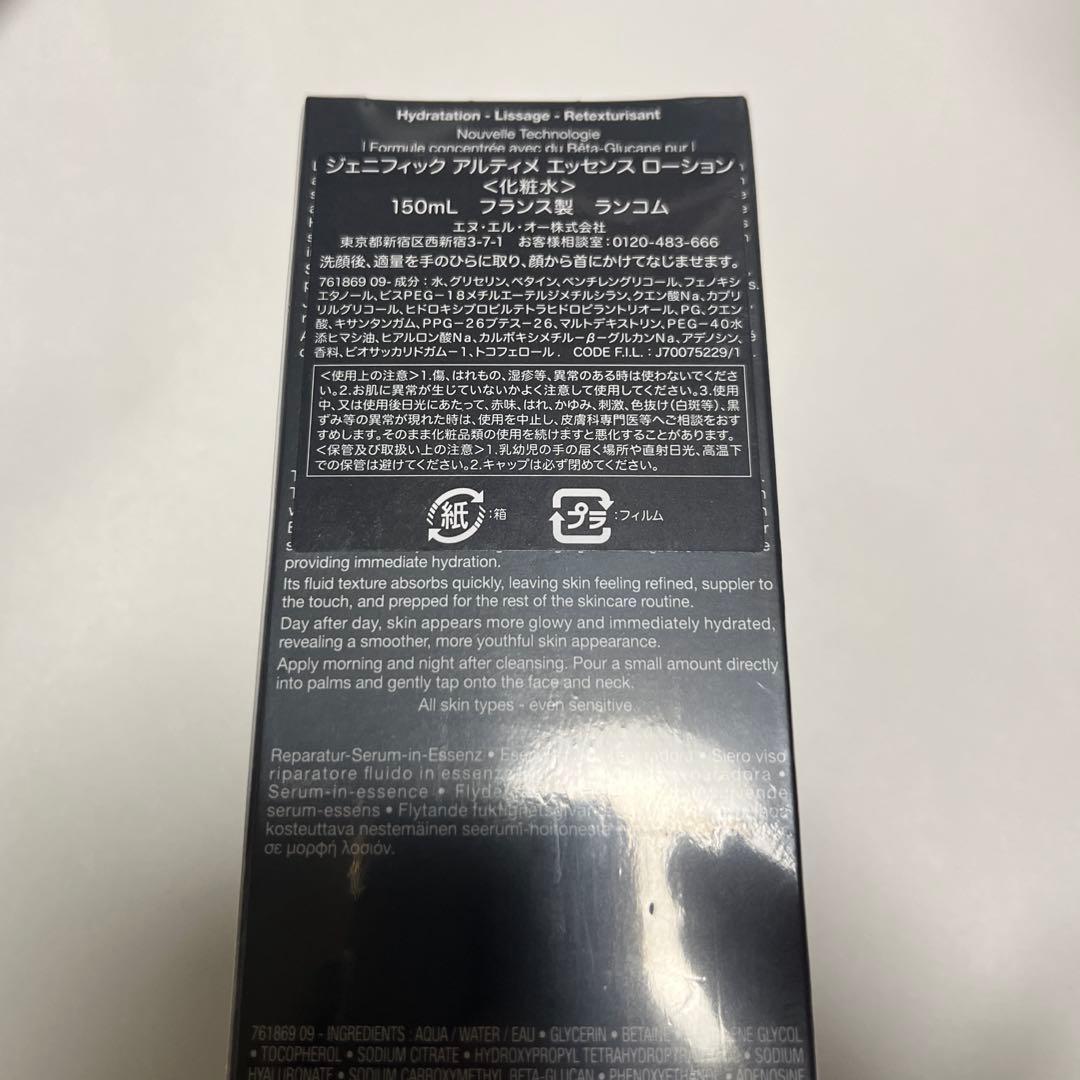 Hydratation - Lissage - Retexturisant
Nouvelle Technologie
| Formule concentrée avec du Bêta-Glucane pur |
ジェニフィック アルティメ エッセンス ローション
<化粧水>
150mL フランス製 ランコム
エヌ・エル・オー株式会社
東京都新宿区西新宿3-7-1 お客様相談室:0120-483-666
洗顔後、適量を手のひらに取り、顔から首にかけてなじませます。
761869 09- 成分：水、グリセリン、ベタイン、ペンチレングリコール、フェノキシ
エタノール、ビスPEG-18メチルエーテルジメチルシラン、クエン酸Na、カプリ
リルグリコール、ヒドロキシプロピルテトラヒドロピラントリオール、PG、クエン
酸、キサンタンガム、PPG-26ブテス-26、マルトデキストリン、PEG-40水
添ヒマシ油、ヒアルロン酸Na、カルボキシメチル-β-グルカンNa、アデノシン、
香料、ビオサッカリドガム-1、トコフェロール . CODE F.I.L. : J70075229/1
<使用上の注意>1.傷、はれもの、湿疹等、異常のある時は使わないでくださ
い。2.お肌に異常が生じていないかよく注意して使用してください。3.使用
中、又は使用後日光にあたって、赤味、はれ、かゆみ、刺激、色抜け(白斑等)、黒
ずみ等の異常が現れた時は、使用を中止し、皮膚科専門医等へご相談をおす
すめします。そのまま化粧品類の使用を続けますと悪化することがあります。
<保管及び取扱い上の注意>1.乳幼児の手の届く場所や直射日光、高温下
での保管は避けてください。2.キャップは必ず閉めてください。
紙:箱 プラ:フィルム
providing immediate hydration.
Its fluid texture absorbs quickly, leaving skin feeling refined, suppler to
the touch, and prepped for the rest of the skincare routine.
Day after day, skin appears more glowy and immediately hydrated,
revealing a smoother, more youthful skin appearance.
Apply morning and night after cleansing. Pour a small amount directly
into palms and gently tap onto the face and neck.
All skin types - even sensitive
Reparatur-Serum-in-Essenz • Siero viso
riparatore fluido in essenz
Serum-in-essence •
serum-essens • Flytande
kosteuttava nestemäinen seerumi-hoitoneste
σε μορφή λοσιόν.
761869 09 - INGREDIENTS : AQUA / WATER / EAU • GLYCERIN • BETAINE GLYCOL
• TOCOPHEROL • SODIUM CITRATE • HYDROXYPROPYL • SODIUM
HYALURONATE • SODIUM CARBOXYMETHYL BETA-GLUCAN • PHENOXYETHANOL • ADENOSINE